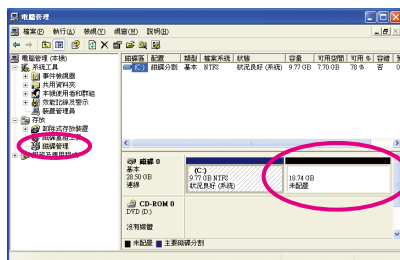 電腦管理
檔案(F) 執行(A) 檢視(V) 視窗(W) 說明(H)
電腦管理 (本機)
系統工具
事件檢視器
共用資料夾
本機使用者和群組
效能記錄及警示
裝置管理員
存放
卸除式存放裝置
磁碟重組工具
磁碟管理
服務及應用程式
磁碟區 配置 類型 檔案系統 狀態 容量 可用空間 可用 % 容錯
(C:) 磁碟分割 基本 NTFS 狀況良好 (系統) 9.77 GB 7.70 GB 78 % 否
磁碟 0
基本
28.50 GB
連線
(C:)
9.77 GB NTFS
狀況良好 (系統)
18.74 GB
未配置
CD-ROM 0
DVD (D:)
沒有媒體
未配置 主要磁碟分割